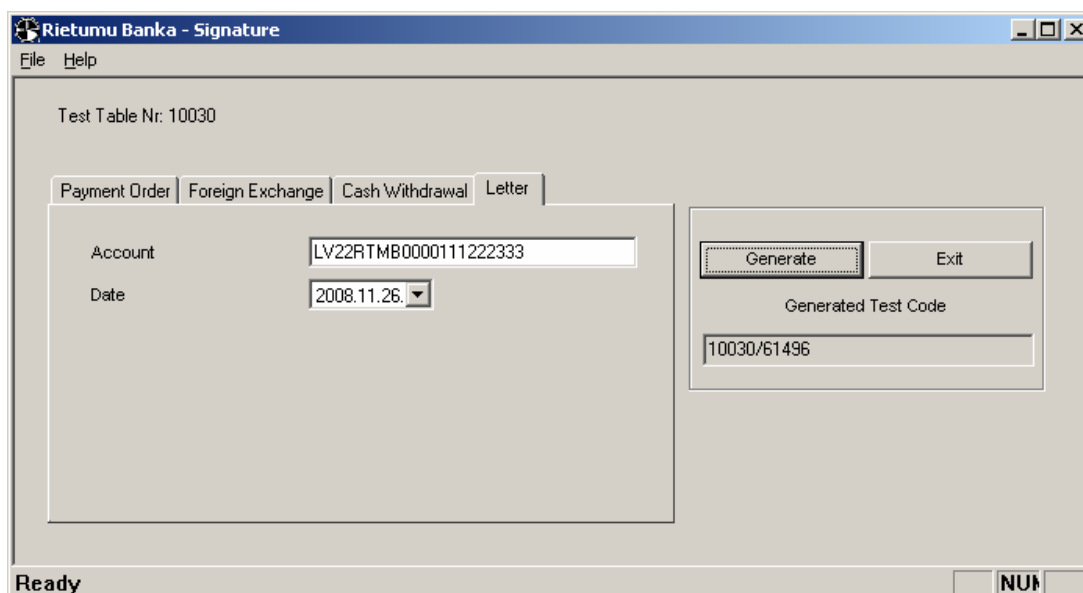 Rietumu Banka - Signature
File Help
Test Table Nr: 10030
Payment Order Foreign Exchange Cash Withdrawal Letter
Account LV22RTMB0000111222333
Date 2008.11.26.
Generate Exit
Generated Test Code
10030/61496
Ready